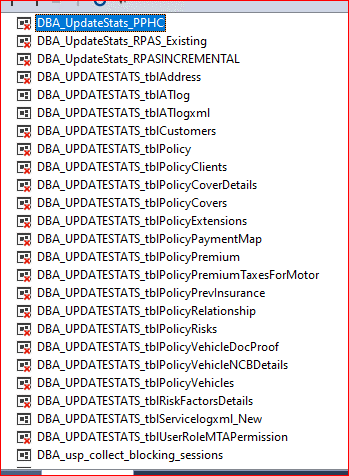 DBA_UpdateStats_PPHC
DBA_UpdateStats_RPAS_Existing
DBA_UpdateStats_RPASINCREMENTAL
DBA_UPDATESTATS_tblAddress
DBA_UPDATESTATS_tblATlog
DBA_UPDATESTATS_tblATlogxml
DBA_UPDATESTATS_tblCustomers
DBA_UPDATESTATS_tblPolicy
DBA_UPDATESTATS_tblPolicyClients
DBA_UPDATESTATS_tblPolicyCoverDetails
DBA_UPDATESTATS_tblPolicyCovers
DBA_UPDATESTATS_tblPolicyExtensions
DBA_UPDATESTATS_tblPolicyPaymentMap
DBA_UPDATESTATS_tblPolicyPremium
DBA_UPDATESTATS_tblPolicyPremiumTaxesForMotor
DBA_UPDATESTATS_tblPolicyPrevInsurance
DBA_UPDATESTATS_tblPolicyRelationship
DBA_UPDATESTATS_tblPolicyRisks
DBA_UPDATESTATS_tblPolicyVehicleDocProof
DBA_UPDATESTATS_tblPolicyVehicleNCBDetails
DBA_UPDATESTATS_tblPolicyVehicles
DBA_UPDATESTATS_tblRiskFactorsDetails
DBA_UPDATESTATS_tblServicelogxml_New
DBA_UPDATESTATS_tblUserRoleMTAPermission
DBA_usp_collect_blocking_sessions